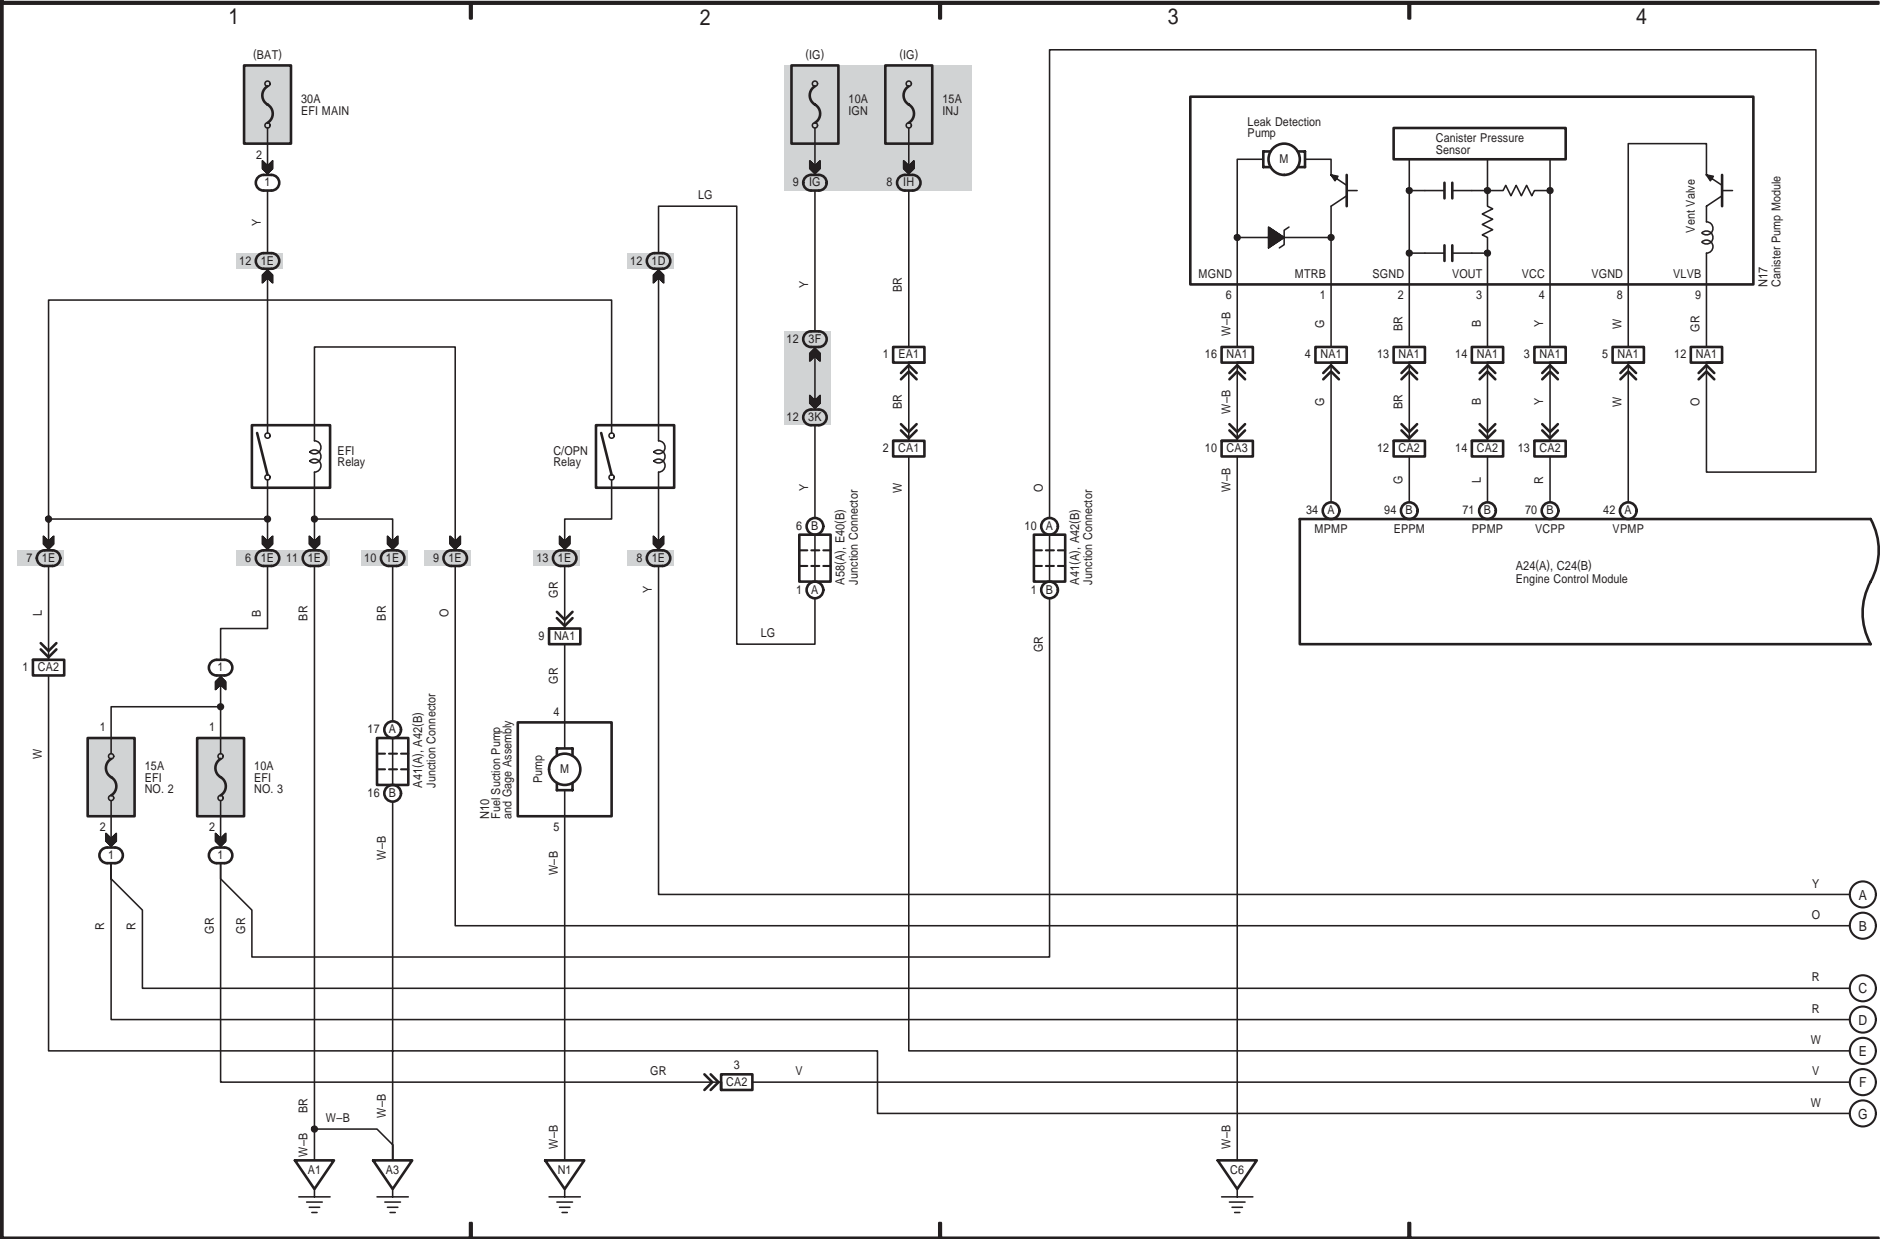 1 2 3 4
(BAT) (IG) (IG)
30A
EFI MAIN
10A
IGN
15A
INJ
2
1
9 IG 8 IH
Y
LG
12 1E
12 1D
Y
BR
12 3F
12 3K
1 EA1
BR
2 CA1
Leak Detection
Pump
M
Canister Pressure
Sensor
Vent Valve
N17
Canister Pump Module
MGND MTRB SGND VOUT VCC VGND VLVB
6 1 2 3 4 8 9
W–B G BR B Y W GR
16 NA1 4 NA1 13 NA1 14 NA1 3 NA1 5 NA1 12 NA1
W–B G BR B Y W O
10 CA3 12 CA2 14 CA2 13 CA2
W–B G L R
34 A 94 B 71 B 70 B 42 A
MPMP EPPM PPMP VCPP VPMP
A24(A), C24(B)
Engine Control Module
EFI
Relay
C/OPN
Relay
Y
W
O
6 B
1 A
A58(A), E40(B)
Junction Connector
10 A
1 B
A41(A), A42(B)
Junction Connector
7 1E 6 1E 11 1E 10 1E 9 1E 13 1E 8 1E
L B BR BR O GR Y
LG
GR
9 NA1
GR
1 CA2
1
W
1
15A
EFI
NO. 2
2
1
1
10A
EFI
NO. 3
2
1
17 A
16 B
A41(A), A42(B)
Junction Connector
W–B
4
Pump
M
N10
Fuel Suction Pump
and Gage Assembly
5
W–B
R R GR GR
Y A
O B
R C
R D
W E
GR 3 CA2 V V F
W G
BR W–B W–B
W–B W–B W–B
A1 A3 N1 C6